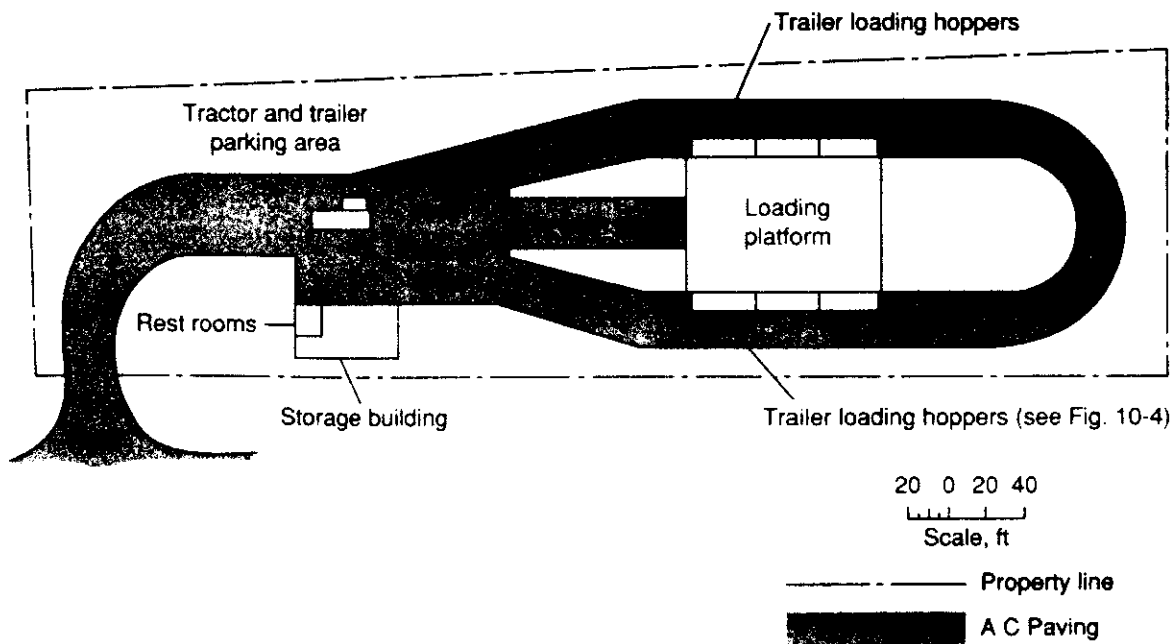 Trailer loading hoppers
Tractor and trailer
parking area
Loading
platform
Rest rooms
Storage building
Trailer loading hoppers (see Fig. 10-4)
20 0 20 40
Scale, ft
Property line
A C Paving